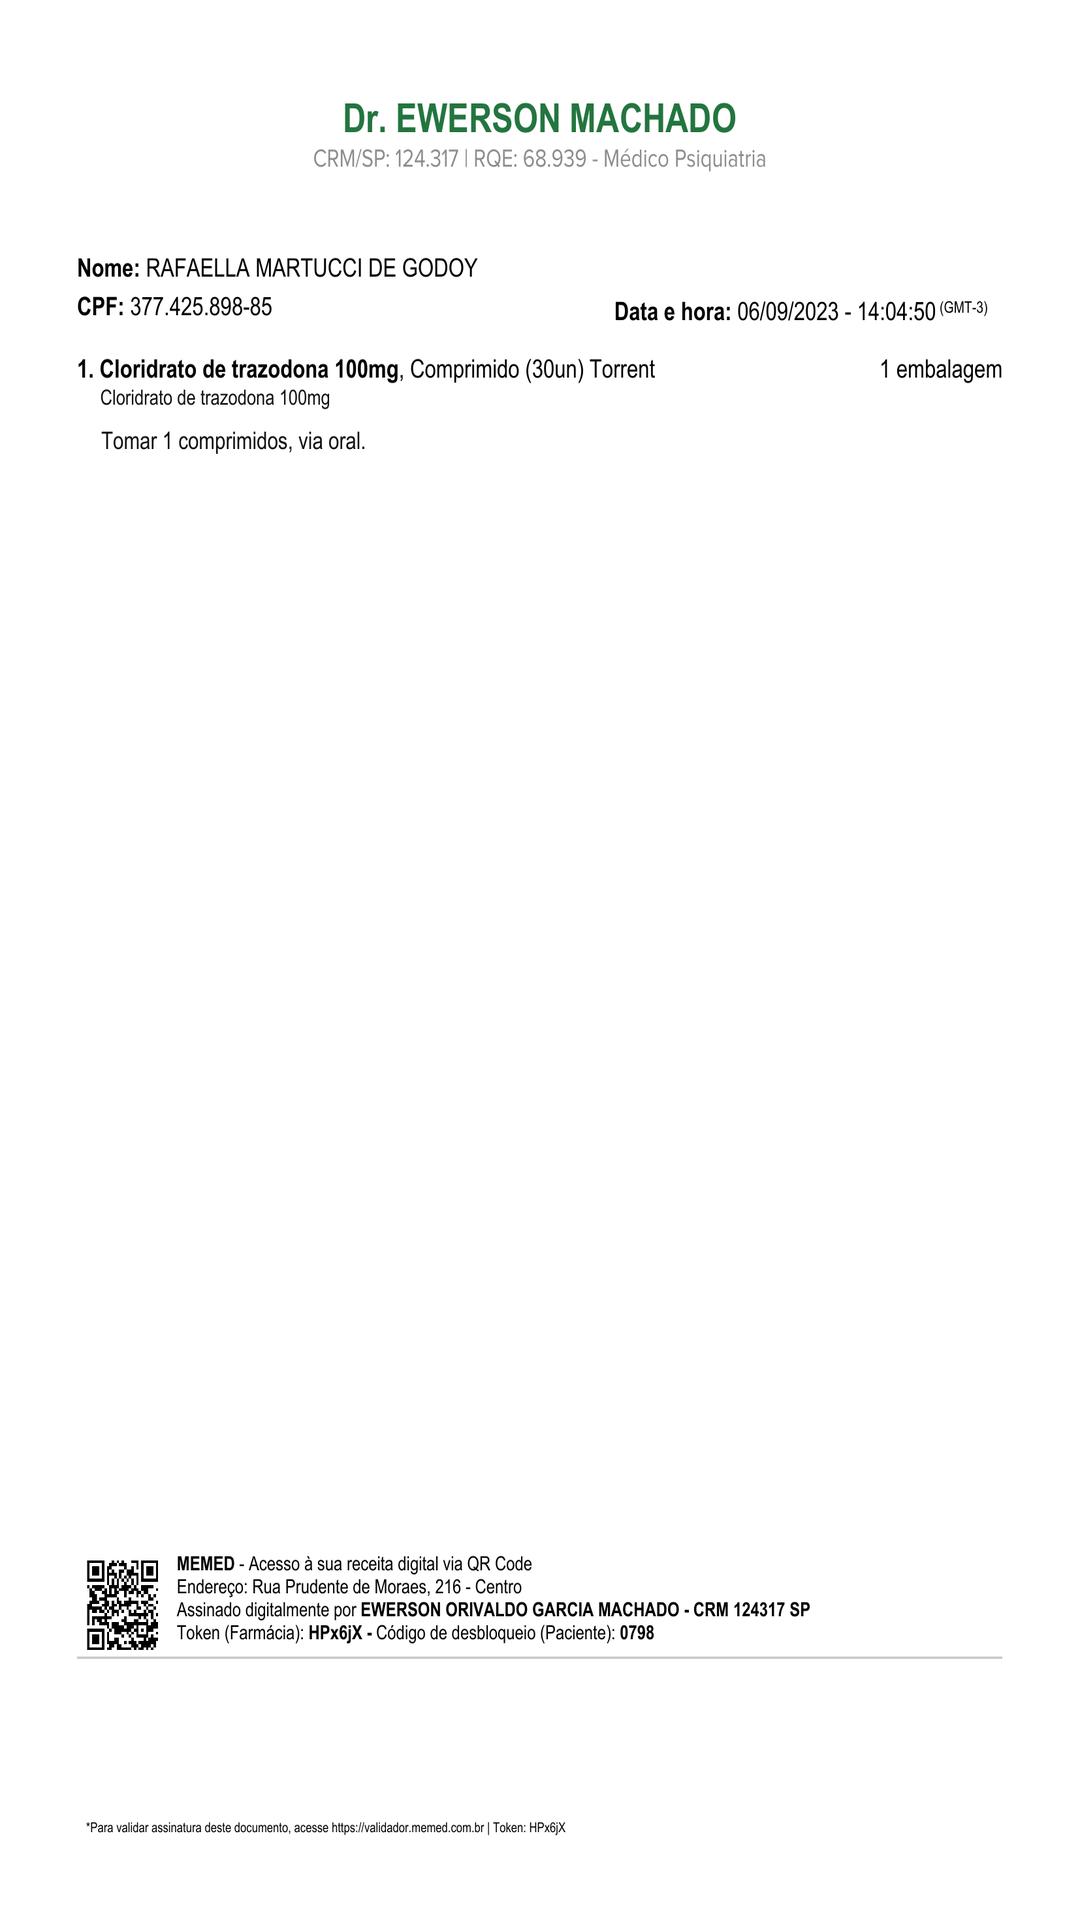 Dr. EWERSON MACHADO
CRM/SP: 124.317 | RQE: 68.939 - Médico Psiquiatria
Nome: RAFAELLA MARTUCCI DE GODOY
CPF: 377.425.898-85
Data e hora: 06/09/2023 - 14:04:50 (GMT-3)
1. Cloridrato de trazodona 100mg, Comprimido (30un) Torrent 1 embalagem
Cloridrato de trazodona 100mg
Tomar 1 comprimidos, via oral.
MEMED - Acesso à sua receita digital via QR Code
Endereço: Rua Prudente de Moraes, 216 - Centro
Assinado digitalmente por EWERSON ORIVALDO GARCIA MACHADO - CRM 124317 SP
Token (Farmácia): HPx6jX - Código de desbloqueio (Paciente): 0798
*Para validar assinatura deste documento, acesse https://validador.memed.com.br | Token: HPx6jX